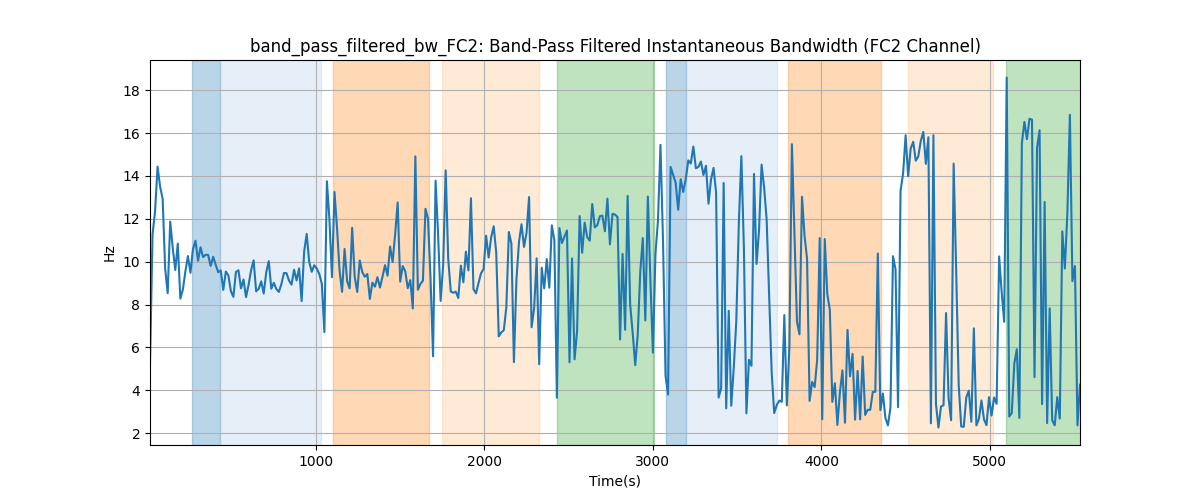 band_pass_filtered_bw_FC2: Band-Pass Filtered Instantaneous Bandwidth (FC2 Channel)
18
16
14
12
10
8
6
4
2
Hz
1000 2000 3000 4000 5000
Time(s)